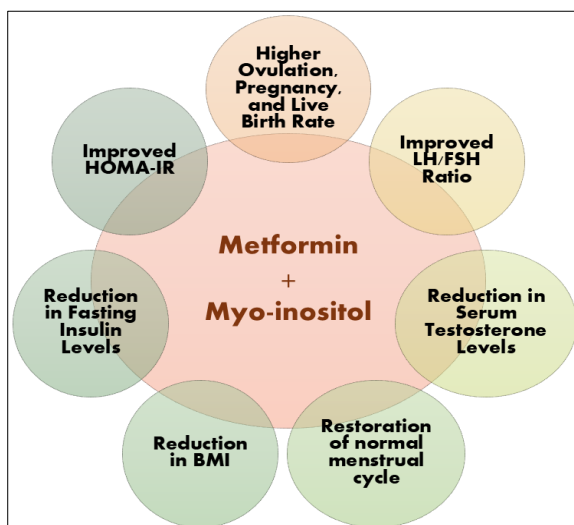 Higher
Ovulation,
Pregnancy,
and Live
Birth Rate
Improved
LH/FSH
Ratio
Reduction in
Serum
Testosterone
Levels
Restoration
of normal
menstrual
cycle
Reduction
in BMI
Reduction
in Fasting
Insulin
Levels
Improved
HOMA-IR
Metformin
+
Myo-inositol